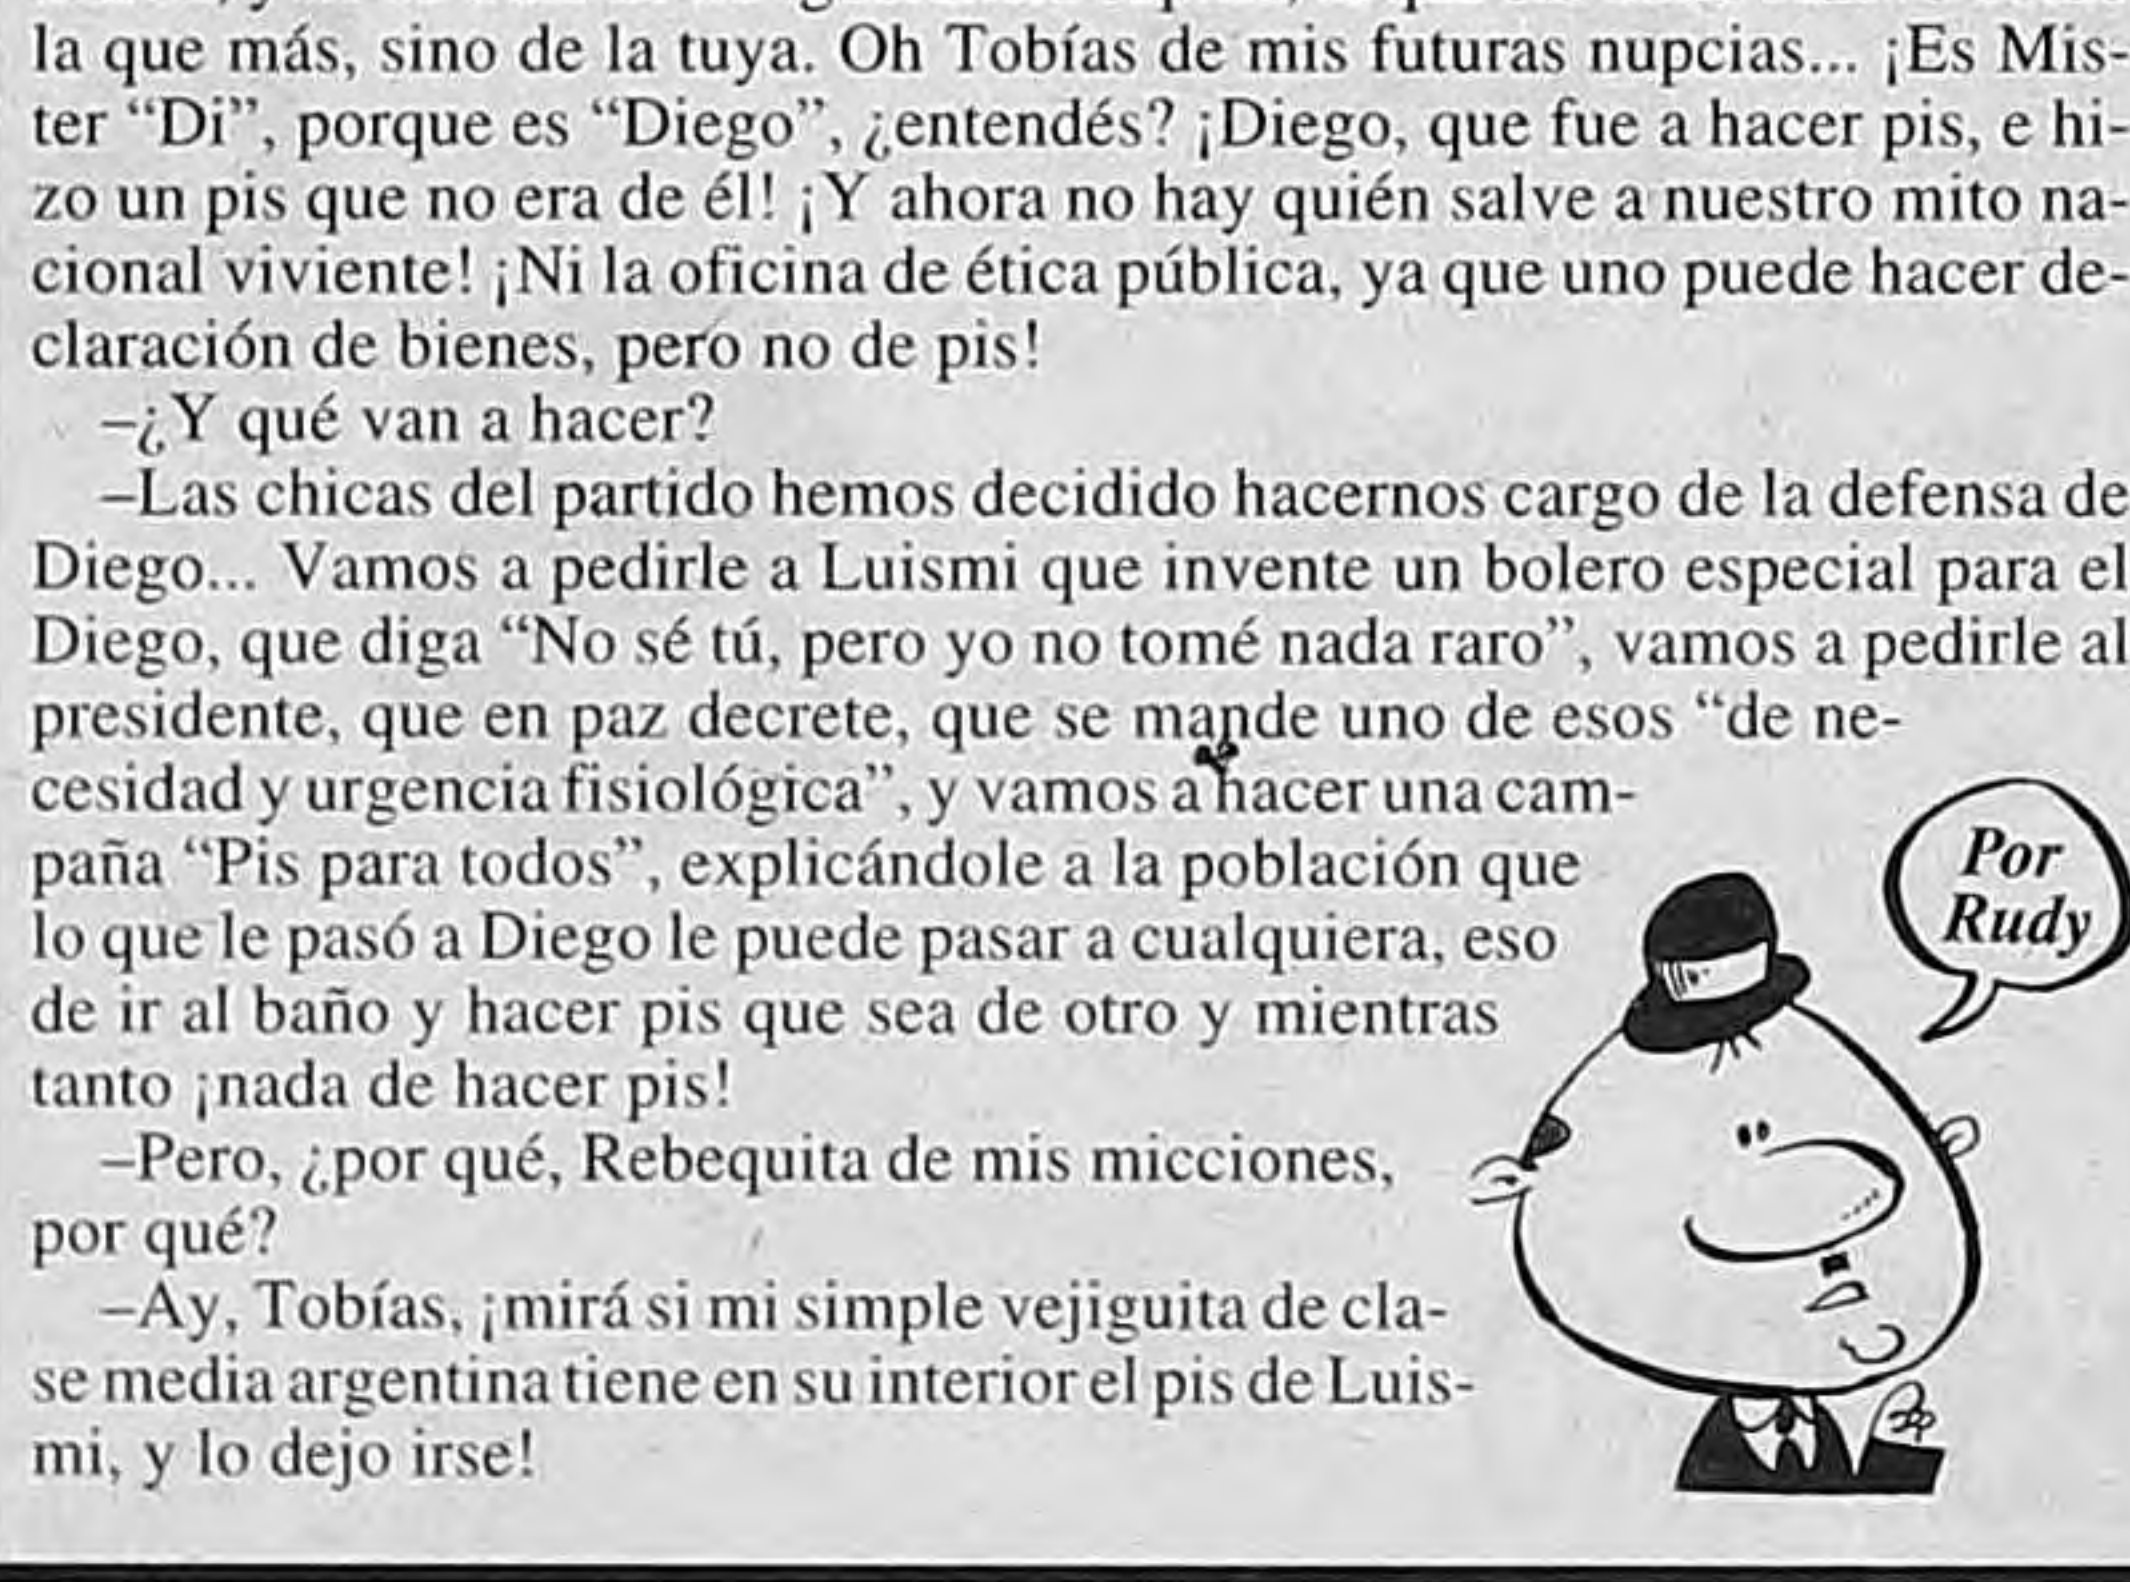 la que más, sino de la tuya. Oh Tobías de mis futuras nupcias... ¡Es Mis-
ter “Di”, porque es “Diego”, ¿entendés? ¡Diego, que fue a hacer pis, e hi-
zo un pis que no era de él! ¡Y ahora no hay quién salve a nuestro mito na-
cional viviente! ¡Ni la oficina de ética pública, ya que uno puede hacer de-
claración de bienes, pero no de pis!
–¿Y qué van a hacer?
–Las chicas del partido hemos decidido hacernos cargo de la defensa de
Diego... Vamos a pedirle a Luismi que invente un bolero especial para el
Diego, que diga “No sé tú, pero yo no tomé nada raro”, vamos a pedirle al
presidente, que en paz decrete, que se mande uno de esos “de ne-
cesidad y urgencia fisiológica”, y vamos a hacer una cam-
paña “Pis para todos”, explicándole a la población que
lo que le pasó a Diego le puede pasar a cualquiera, eso
de ir al baño y hacer pis que sea de otro y mientras
tanto ¡nada de hacer pis!
–Pero, ¿por qué, Rebequita de mis micciones,
por qué?
–Ay, Tobías, ¡mirá si mi simple vejiguita de cla-
se media argentina tiene en su interior el pis de Luis-
mi, y lo dejo irse!
Por
Rudy